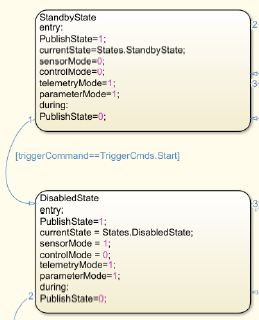 StandbyState
entry:
PublishState=1;
currentState=States.StandbyState;
sensorMode=0;
controlMode=0;
telemetryMode=1;
parameterMode=1;
during:
PublishState=0;
2
3
1
[triggerCommand==TriggerCmds.Start]
DisabledState
entry:
PublishState=1;
currentState = States.DisabledState;
sensorMode = 1;
controlMode = 0;
telemetryMode=1;
parameterMode=1;
during:
PublishState=0;
3
2